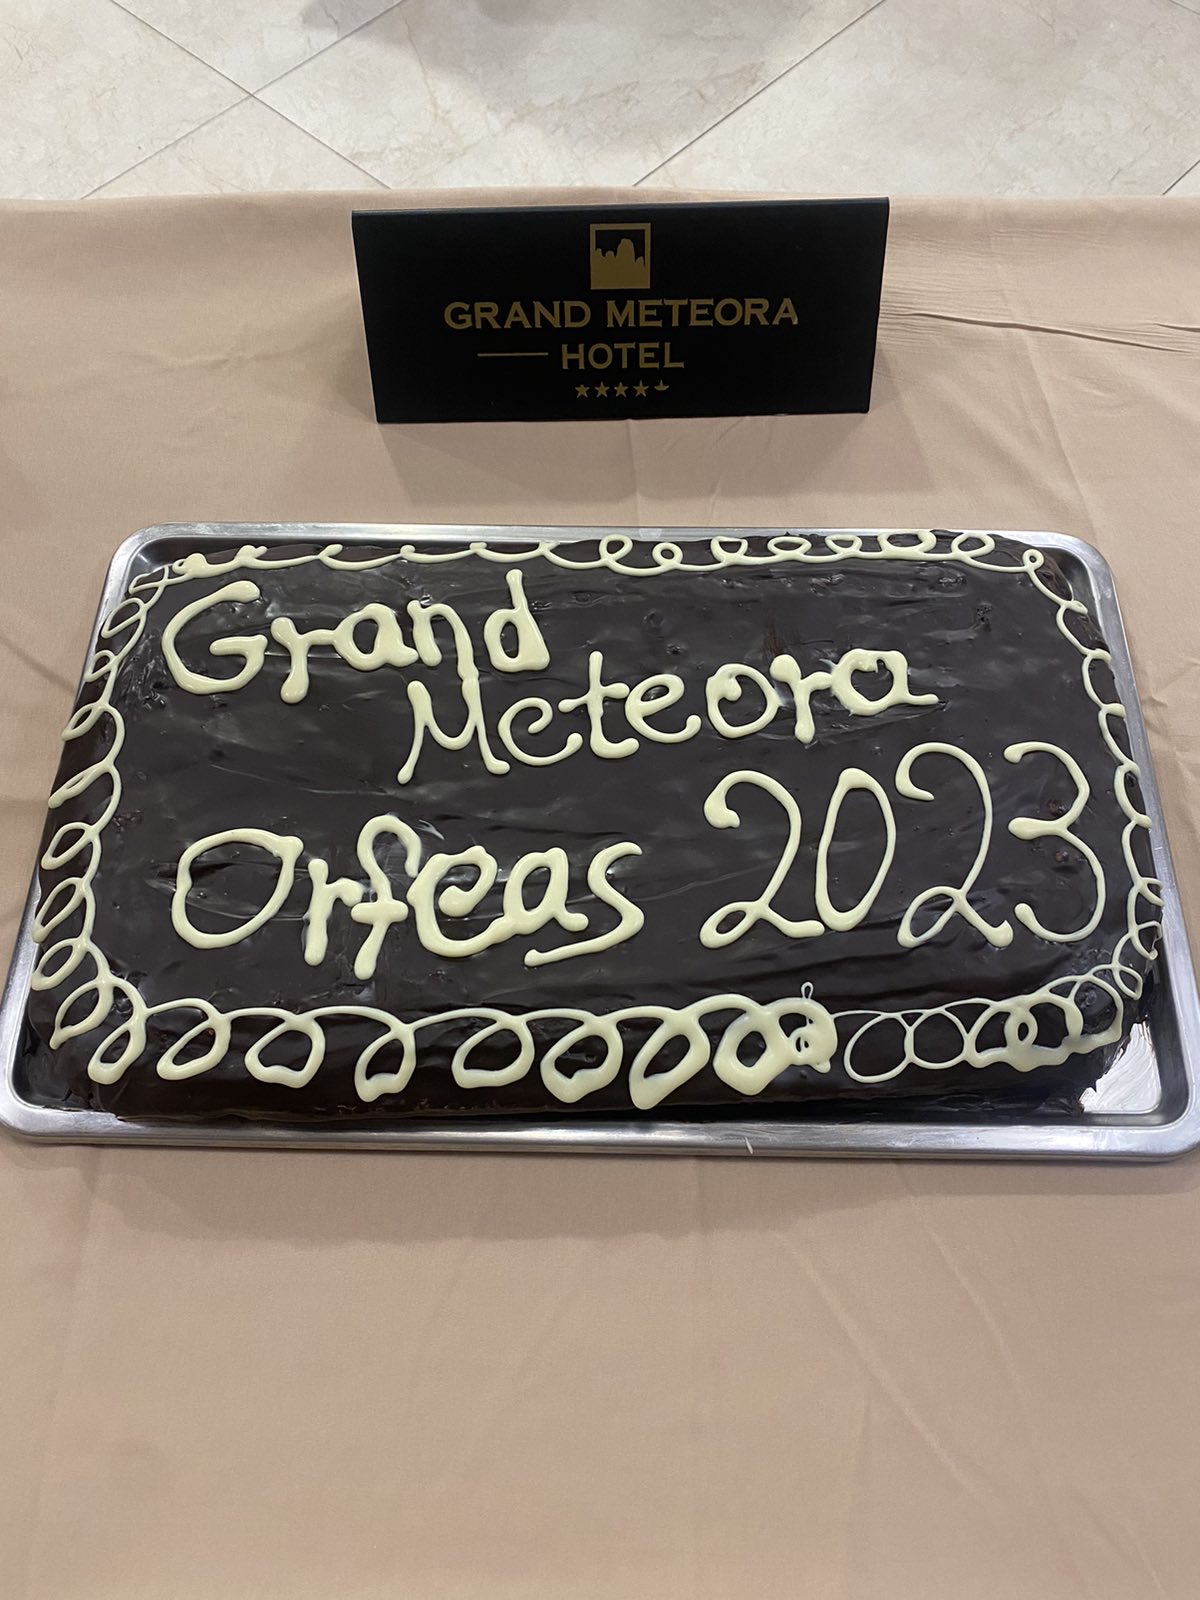 GRAND METEORA
HOTEL
Grand
Meteora
Orfeas 2023